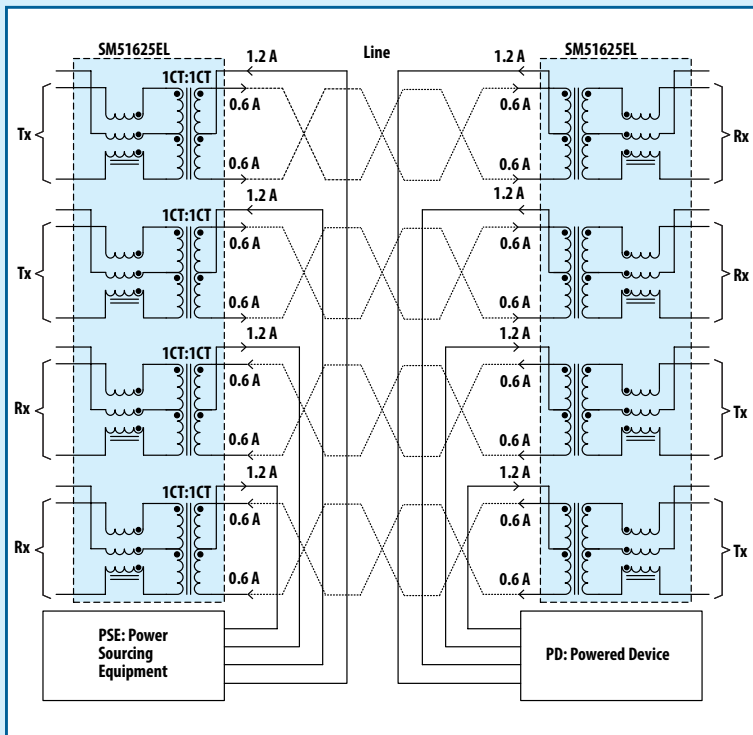 SM51625EL
Line
SM51625EL
1.2 A
1.2 A
1CT:1CT
0.6 A
0.6 A
Tx
Rx
0.6 A
0.6 A
1.2 A
1.2 A
1CT:1CT
0.6 A
0.6 A
Tx
Rx
0.6 A
0.6 A
1.2 A
1.2 A
1CT:1CT
0.6 A
0.6 A
Rx
Tx
0.6 A
0.6 A
1.2 A
1.2 A
1CT:1CT
0.6 A
0.6 A
Rx
Tx
0.6 A
0.6 A
PSE: Power
Sourcing
Equipment
PD: Powered Device